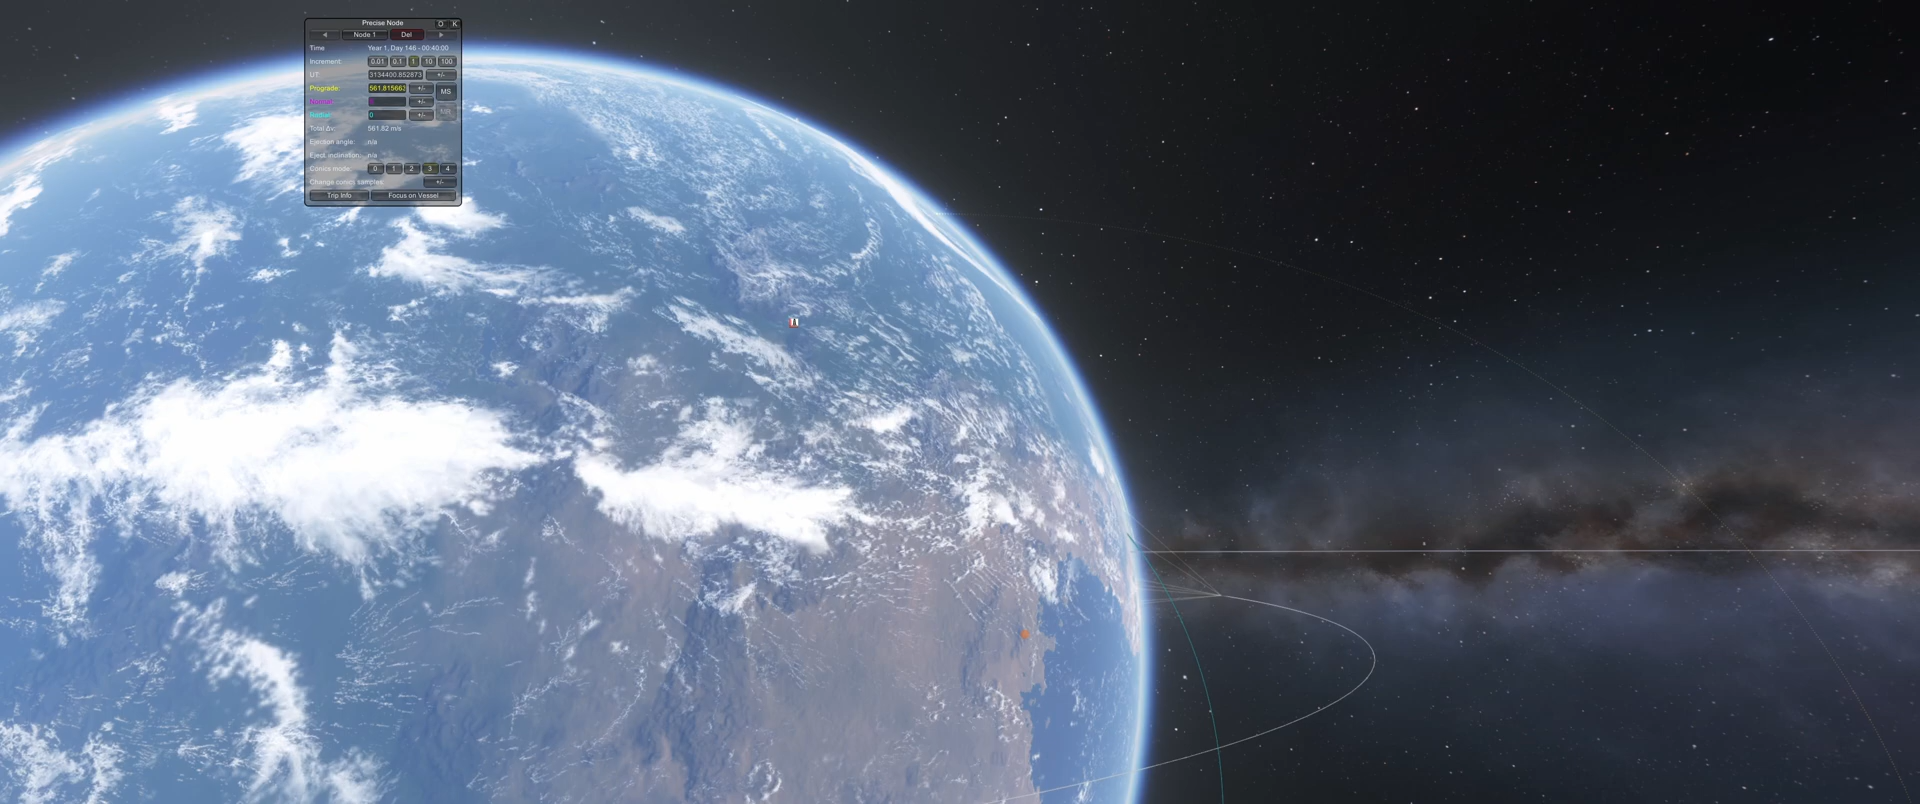 Precise Node O K
Node 1 Del
Time Year 1, Day 146 - 00:40:00
Increment: 0.01 0.1 1 10 100
UT: 3134400.852873 +/-
Prograde: 561.815663 +/- MS
Normal: +/-
0 +/-
Total Δv: 561.82 m/s
Ejection angle: n/a
Eject. inclination: n/a
Conics mode: 0 1 2 3 4
Change conics samples +/-
Trip Info Focus on Vessel